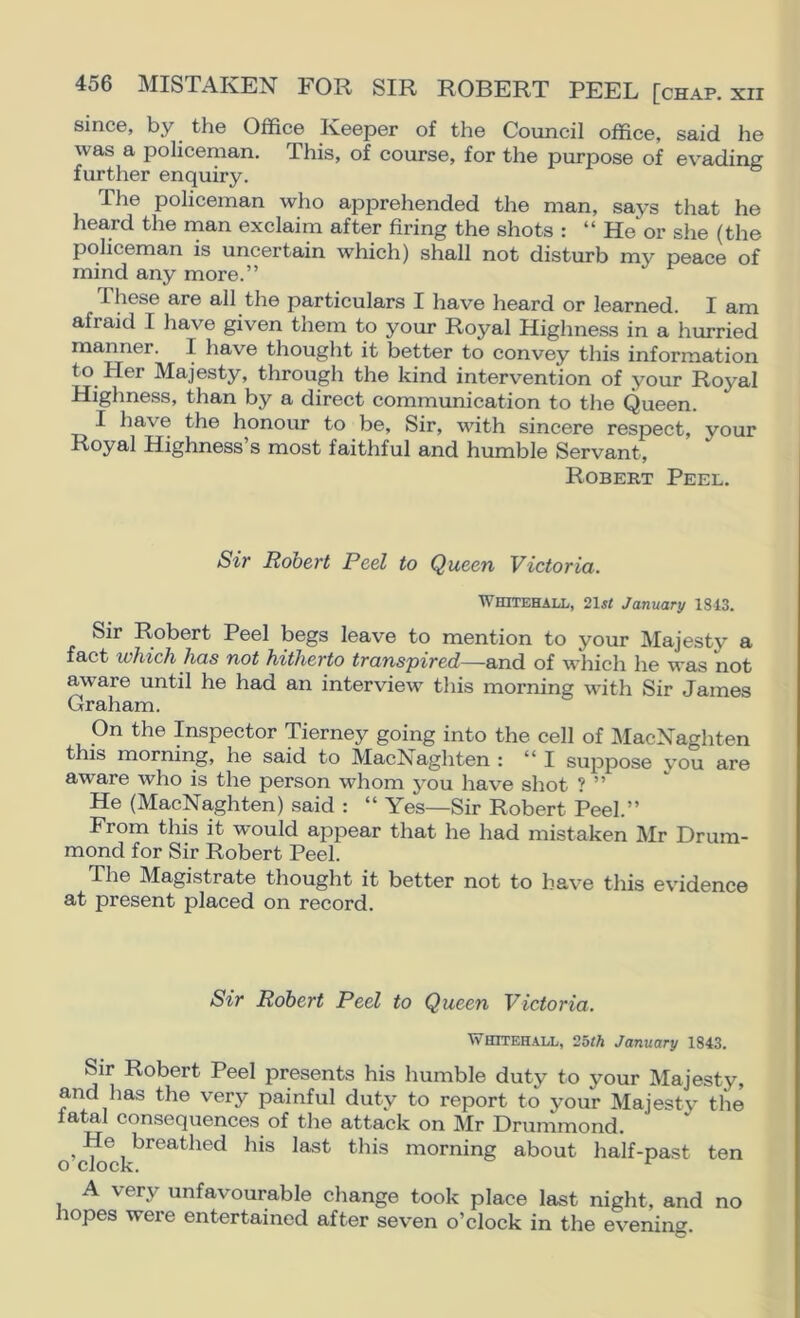 456 MISTAKEN FOR SIR ROBERT PEEL [CHAP. XII
since, by the Office Keeper of the Council office, said he
was a policeman. This, of course, for the purpose of evading
further enquiry.
The policeman who apprehended the man, says that he
heard the man exclaim after firing the shots : “ He or she (the
policeman is uncertain which) shall not disturb my peace of
mind any more.”
These are all the particulars I have heard or learned. I am
afraid I have given them to your Royal Highness in a hurried
manner. I have thought it better to convey this information
to Her Majesty, through the kind intervention of your Royal
Highness, than by a direct communication to the Queen.
I have the honour to be, Sir, with sincere respect, your
Royal Highness’s most faithful and humble Servant,
ROBERT PEEL.
Sir Robert Peel to Queen Victoria.
WHITEHALL, 21st January 1843.
Sir Robert Peel begs leave to mention to your Majesty a
fact which has not hitherto transpired—and of which he was not
aware until he had an interview this morning with Sir James
Graham.
On the Inspector Tierney going into the cell of MacNaghten
this morning, he said to MacNaghten : “ I suppose you are
aware who is the person whom you have shot ? ”
He (MacNaghten) said : “ Yes—Sir Robert Peel.”
From this it would appear that he had mistaken Mr Drum-
mond for Sir Robert Peel.
The Magistrate thought it better not to have this evidence
at present placed on record.
Sir Robert Peel to Queen Victoria.
WHITEHALL, 25th January 1843.
Sir Robert Peel presents his humble duty to your Majesty,
and has the very painful duty to report to your Majesty the
fatal consequences of the attack on Mr Drummond.
He breathed his last this morning about half-past ten
o’clock.
A very unfavourable change took place last night, and no
hopes were entertained after seven o’clock in the evening.